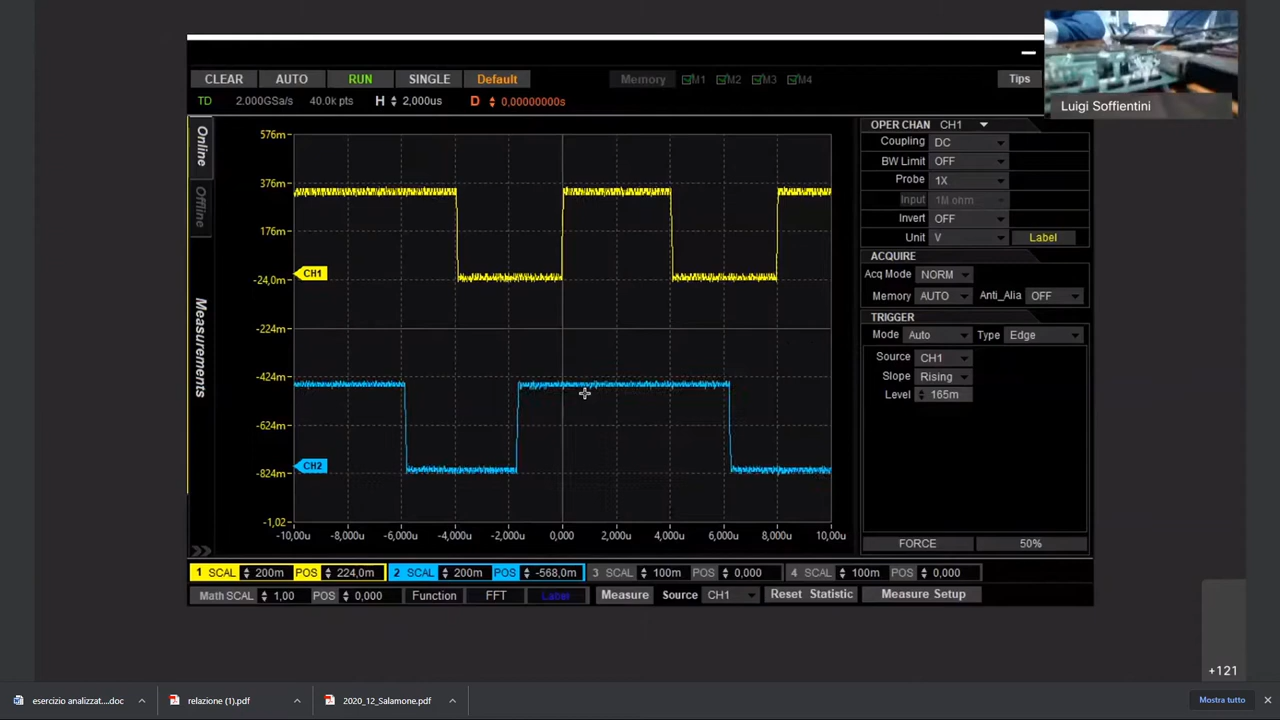 CLEAR AUTO RUN SINGLE Default Memory M1 M2 M3 M4 Tips
TD 2.000GSa/s 40.0k pts H 2,000us D 0,00000000s
Luigi Soffientini
Online
Offline
Measurements
576m
376m
176m
-24,0m
-224m
-424m
-624m
-824m
-1,02
CH1
CH2
-10,00u -8,000u -6,000u -4,000u -2,000u 0,000 2,000u 4,000u 6,000u 8,000u 10,00u
OPER CHAN CH1
Coupling DC
BW Limit OFF
Probe 1X
Input 1M ohm
Invert OFF
Unit V Label
ACQUIRE
Acq Mode NORM
Memory AUTO Anti_Alia OFF
TRIGGER
Mode Auto Type Edge
Source CH1
Slope Rising
Level 165m
FORCE 50%
1 SCAL 200m POS 224,0m 2 SCAL 200m POS -568,0m 3 SCAL 100m POS 0,000 4 SCAL 100m POS 0,000
Math SCAL 1,00 POS 0,000 Function FFT Label Measure Source CH1 Reset Statistic Measure Setup
+121
esercizio analizzat....doc relazione (1).pdf 2020_12_Salamone.pdf Mostra tutto